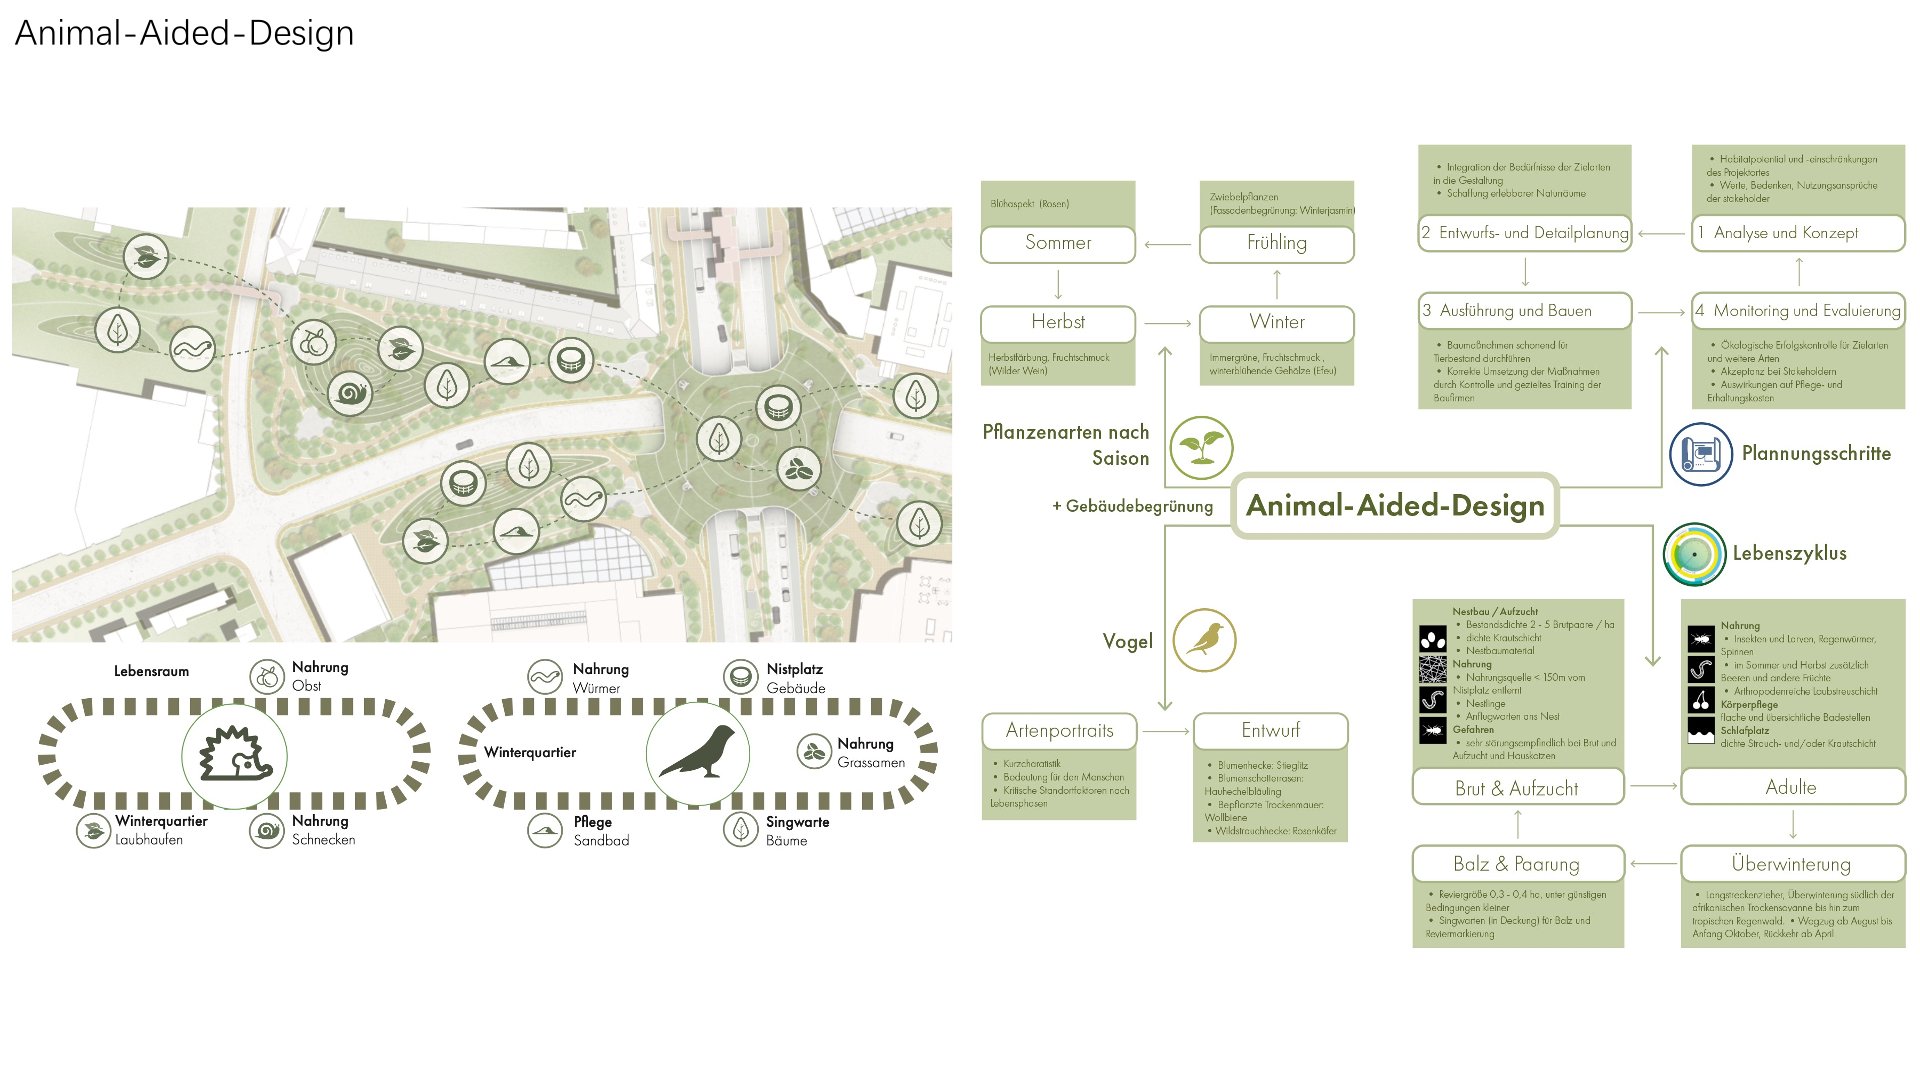 Animal-Aided-Design
Lebensraum
Nahrung
Obst
Winterquartier
Laubhaufen
Nahrung
Schnecken
Nahrung
Würmer
Nistplatz
Gebäude
Winterquartier
Nahrung
Grassamen
Pflege
Sandbad
Singwarte
Bäume
Blühaspekt (Rosen)
Sommer
Zwiebelpflanzen
(Fassadenbegrünung: Winterjasmin)
Frühling
Herbst
Herbstfärbung, Fruchtschmuck
(Wilder Wein)
Winter
Immergrüne, Fruchtschmuck ,
winterblühende Gehölze (Efeu)
Pflanzenarten nach
Saison
+ Gebäudebegrünung
• Integration der Bedürfnisse der Zielarten
in die Gestaltung
• Schaffung erlebbarer Naturräume
2 Entwurfs- und Detailplanung
• Habitatpotential und -einschränkungen
des Projektortes
• Werte, Bedenken, Nutzungsansprüche
der stakeholder
1 Analyse und Konzept
3 Ausführung und Bauen
• Baumaßnahmen schonend für
Tierbestand durchführen
• Korrekte Umsetzung der Maßnahmen
durch Kontrolle und gezieltes Training der
Baufirmen
4 Monitoring und Evaluierung
• Ökologische Erfolgskontrolle für Zielarten
und weitere Arten
• Akzeptanz bei Stakeholdern
• Auswirkungen auf Pflege- und
Erhaltungskosten
Plannungsschritte
Animal-Aided-Design
Lebenszyklus
Vogel
Artenportraits
• Kurzcharatistik
• Bedeutung für den Menschen
• Kritische Standortfaktoren nach
Lebensphasen
Entwurf
• Blumenhecke: Stieglitz
• Blumenschotterrasen:
Hauhechelbläuling
• Bepflanzte Trockenmauer:
Wollbiene
• Wildstrauchhecke: Rosenkäfer
Nestbau / Aufzucht
• Bestandsdichte 2 - 5 Brutpaare / ha
• dichte Krautschicht
• Nestbaumaterial
Nahrung
• Nahrungsquelle < 150m vom
Nistplatz entfernt
• Nestlinge
• Anflugwarten ans Nest
Gefahren
• sehr störungsempfindlich bei Brut und
Aufzucht und Hauskatzen
Brut & Aufzucht
Nahrung
• Insekten und Larven, Regenwürmer,
Spinnen
• im Sommer und Herbst zusätzlich
Beeren und andere Früchte
• Arthropodenreiche Laubstreuschicht
Körperpflege
flache und übersichtliche Badestellen
Schlafplatz
dichte Strauch- und/oder Krautschicht
Adulte
Balz & Paarung
• Reviergröße 0,3 - 0,4 ha, unter günstigen
Bedingungen kleiner
• Singwarten (in Deckung) für Balz und
Reviermarkierung
Überwinterung
• Langstreckenzieher, Überwinterung südlich der
afrikanischen Trockensavanne bis hin zum
tropischen Regenwald. • Wegzug ab August bis
Anfang Oktober, Rückkehr ab April